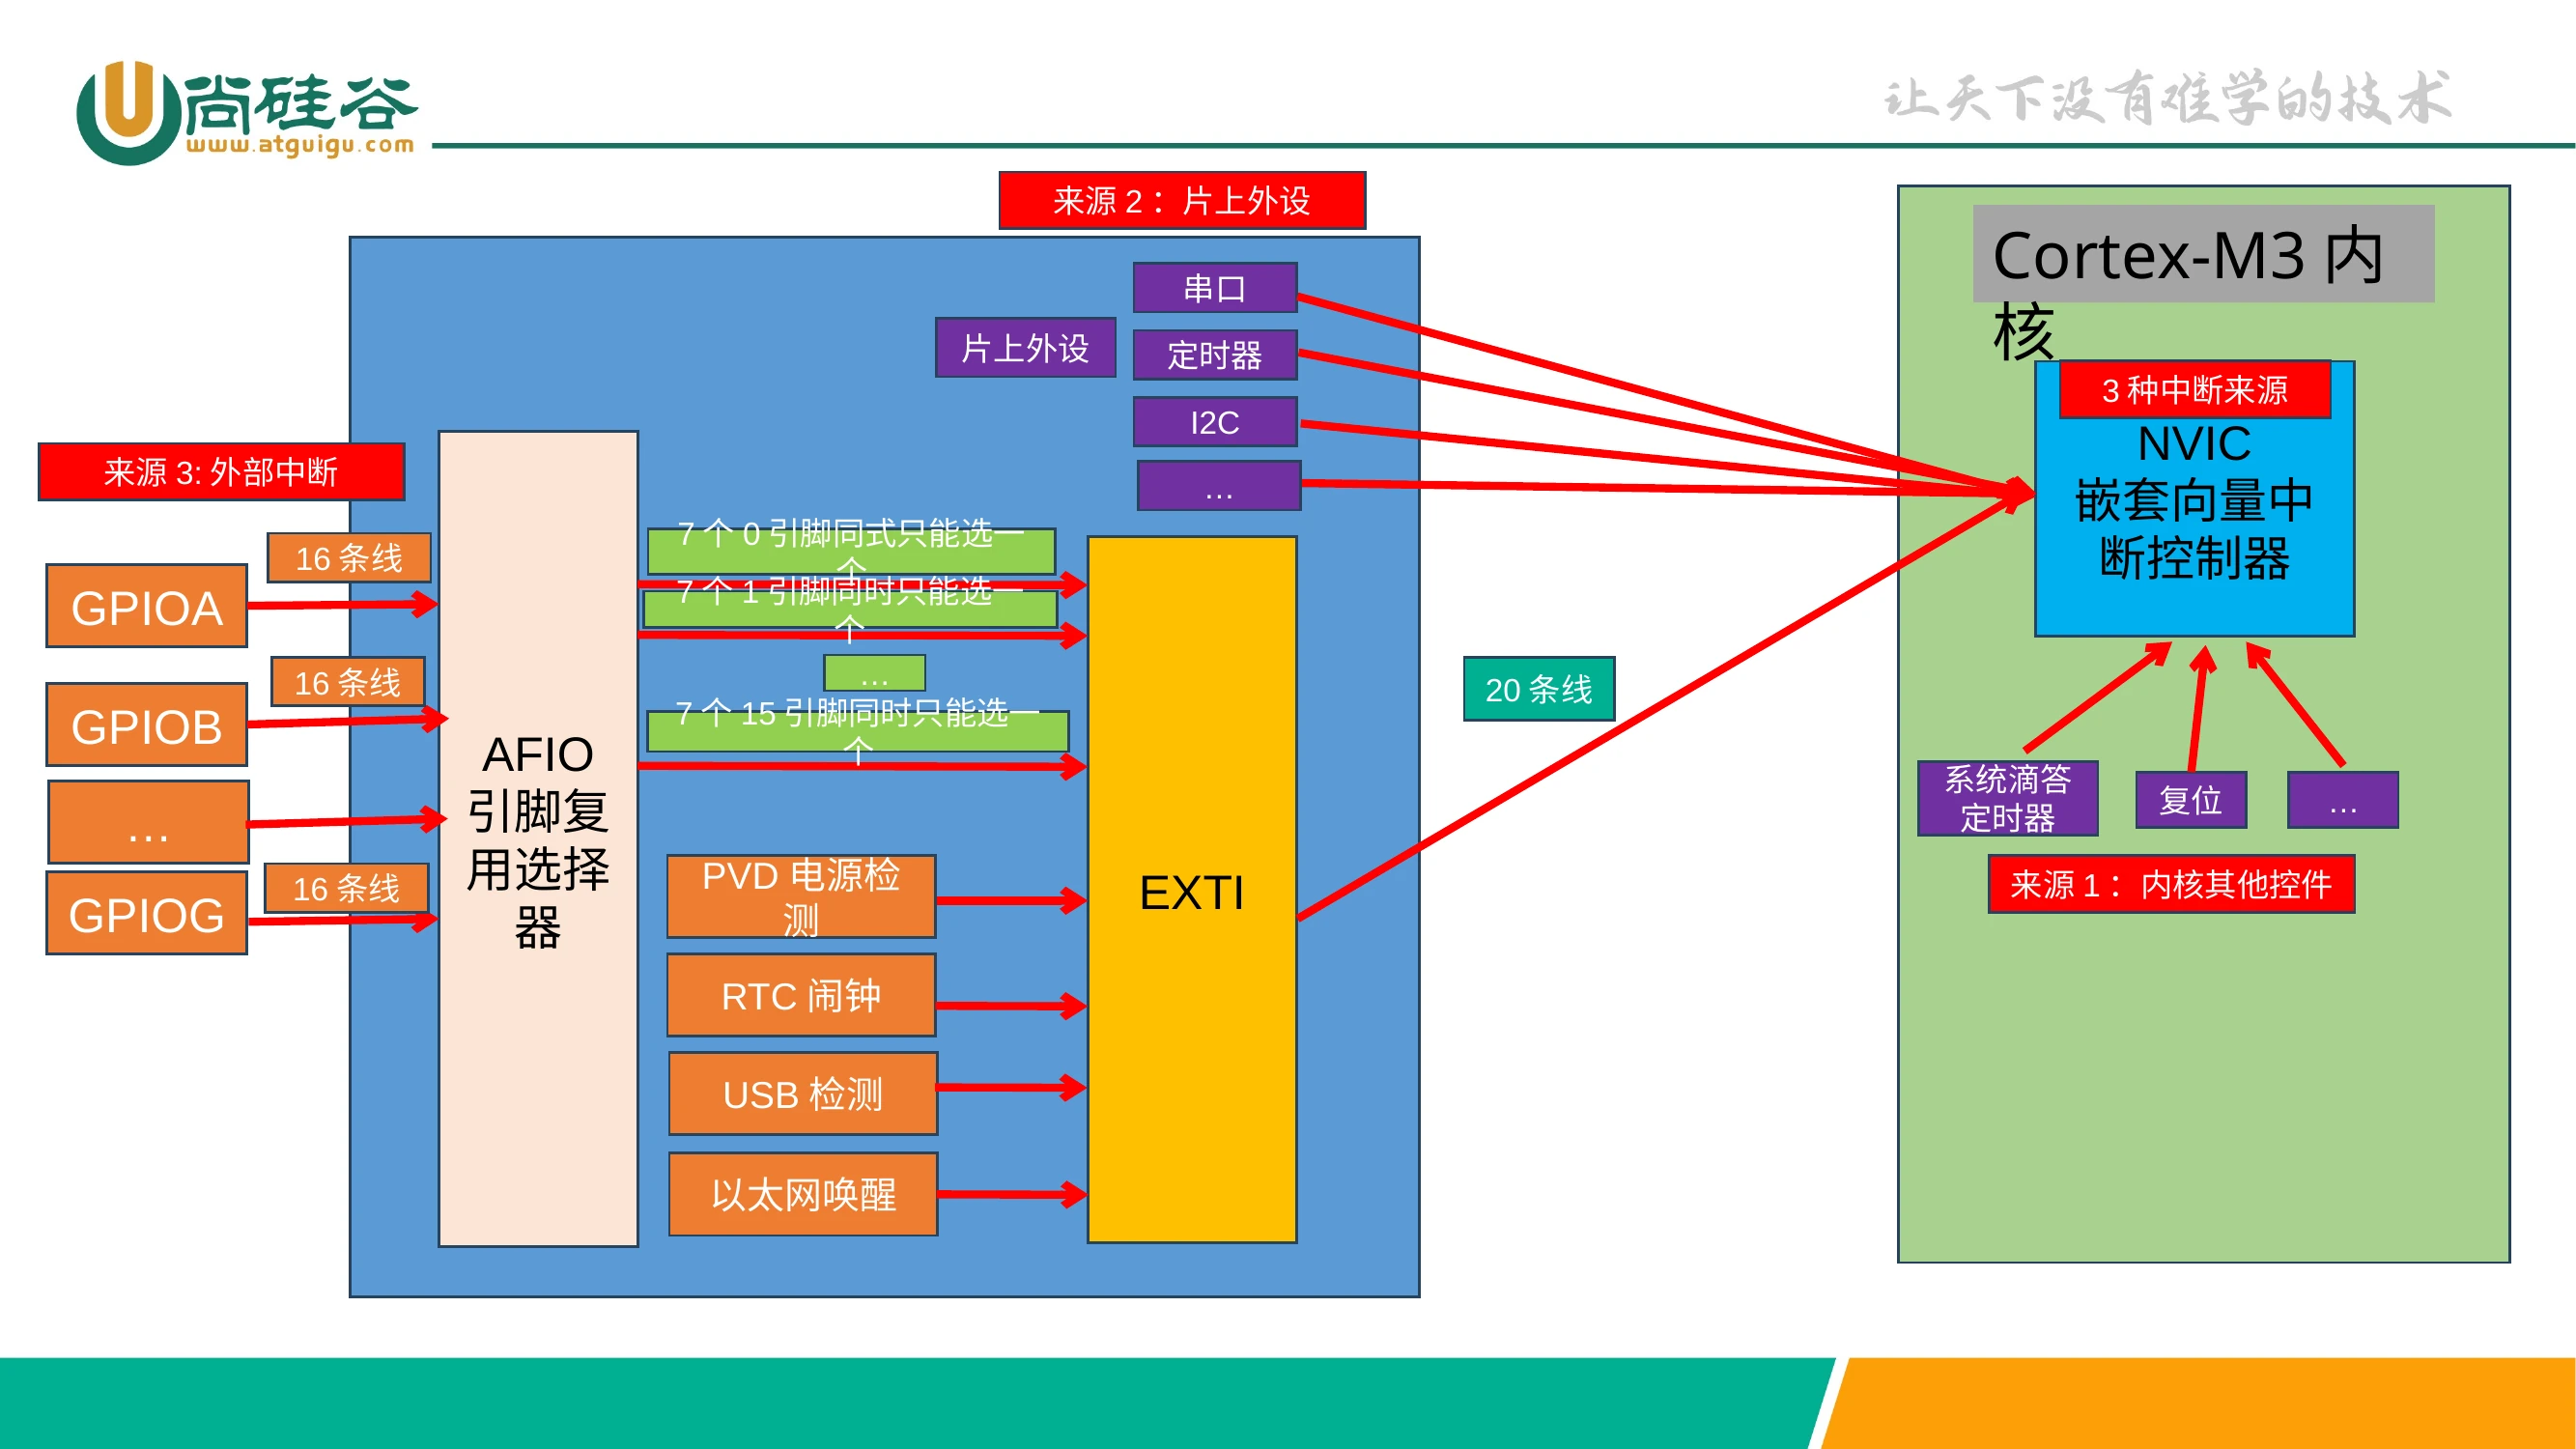 尚硅谷
www.atguigu.com
让天下没有难学的技术
来源 2 ：片上外设
Cortex-M3 内
核
串口
片上外设
定时器
I2C
…
3 种中断来源
NVIC
嵌套向量中
断控制器
来源 3: 外部中断
16 条线
GPIOA
16 条线
GPIOB
…
16 条线
GPIOG
AFIO
引脚复
用选择
器
7 个 0 引脚同式只能选一
个
7 个 1 引脚同时只能选一
个
…
7 个 15 引脚同时只能选一
个
PVD 电源检
测
RTC 闹钟
USB 检测
以太网唤醒
EXTI
20 条线
系统滴答
定时器
复位
…
来源 1 ：内核其他控件